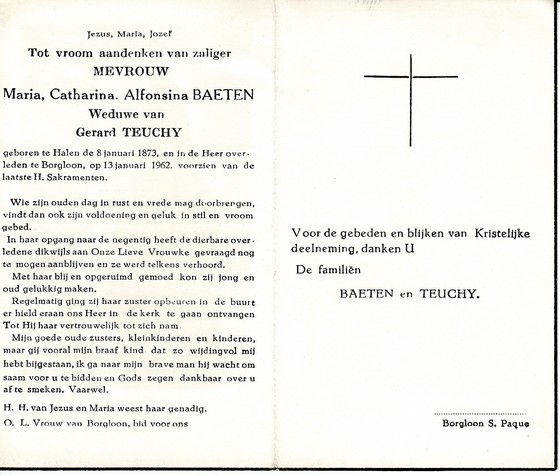 Jezus, Maria, Jozef
Tot vroom aandenken van zaliger
MEVROUW
Maria, Catharina. Alfonsina BAETEN
Weduwe van
Gerard TEUCHY
geboren te Halen de 8 januari 1873, en in de Heer over-
leden te Borgloon, op 13 januari 1962. voorzien van de
laatste H. Sakramenten.
Wie zijn ouden dag in rust en vrede mag doorbrengen,
vindt dan ook zijn voldoening en geluk in stil en vroom
gebed.
In haar opgang naar de negentig heeft de dierbare over-
ledene dikwijls aan Onze Lieve Vrouwke gevraagd nog
te mogen aanblijven en ze werd telkens verhoord.
Met haar blij en opgeruimd gemoed kon zij jong en
oud gelukkig maken.
Regelmatig ging zij haar zuster opbeuren in de buurt
er hield eraan ons Heer in de kerk te gaan ontvangen
Tot Hij haar vertrouwelijk tot zich nam
Mijn goede oude zusters, kleinkinderen en kinderen,
maar gij vooral mijn braaf kind dat zo wijdingvol mij
hebt bijgestaan, ik ga naar mijn brave man hij wacht om
saam voor u te bidden en Gods zegen dankbaar over u
af te smeken. Vaarwel.
H. H. van Jezus en Maria weest haar genadig.
O. L. Vrouw van Borgloon, bid voor ons
Voor de gebeden en blijken van Kristelijke
deelneming, danken U
De familiën
BAETEN en TEUCHY.
Borgloon S. Paque